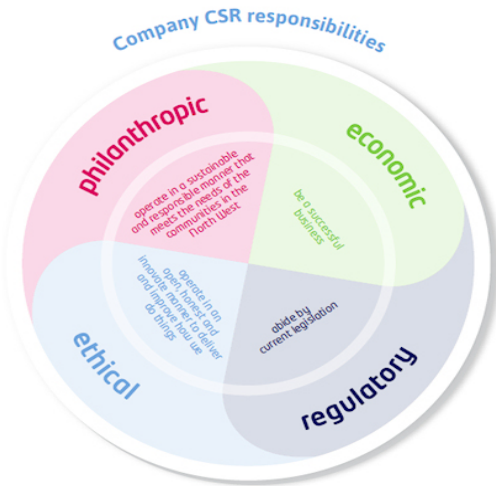 Company CSR responsibilities
philanthropic
operate in a sustainable
and responsible manner that
meets the needs of the
communities in the
North West
economic
be a successful
business
ethical
operate in an
open, honest and
innovate manner to deliver
and improve how we
do things
regulatory
abide by
current legislation